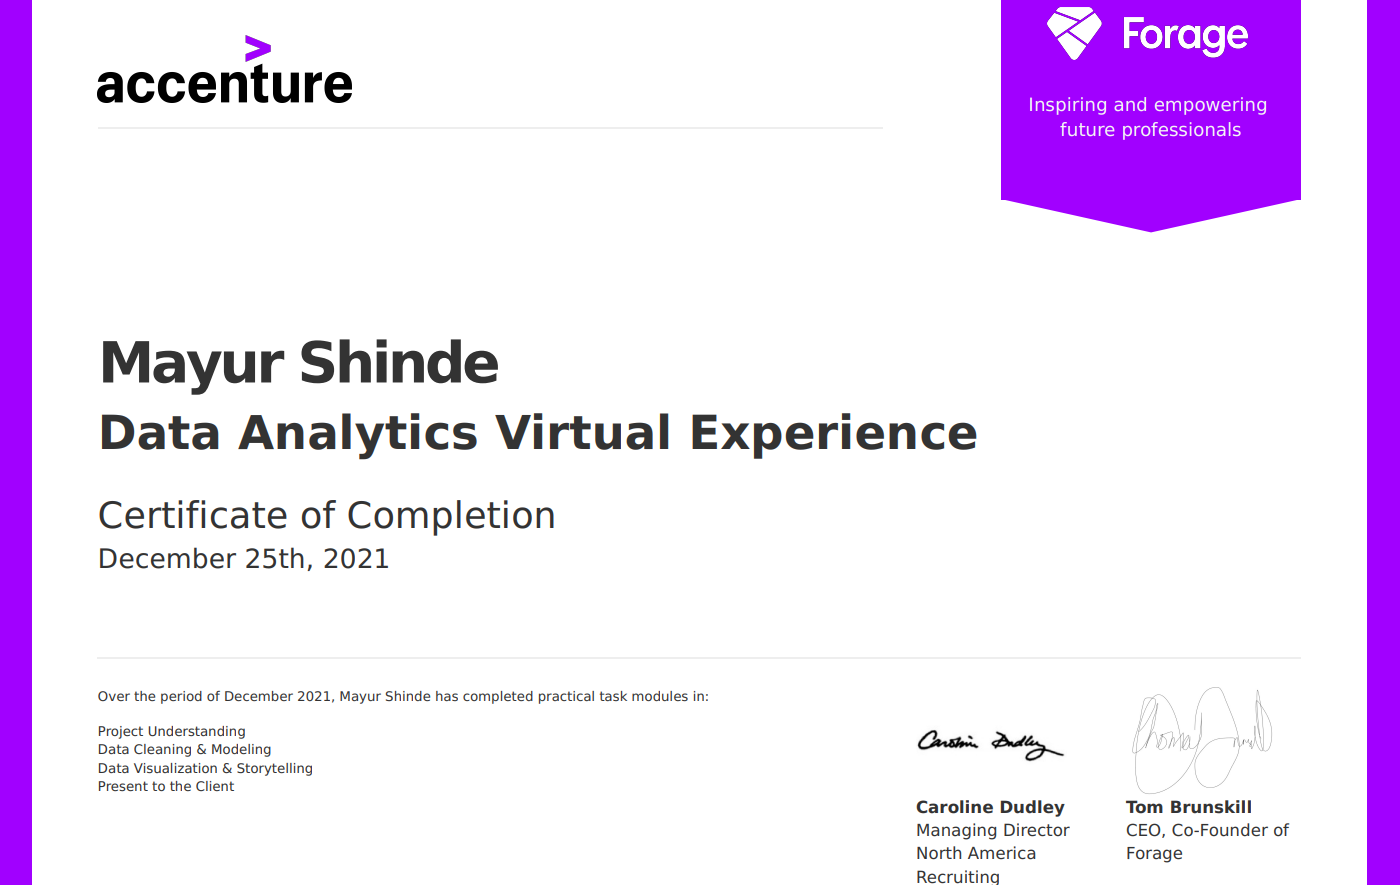 accenture
Forage
Inspiring and empowering
future professionals
Mayur Shinde
Data Analytics Virtual Experience
Certificate of Completion
December 25th, 2021
Over the period of December 2021, Mayur Shinde has completed practical task modules in:
Project Understanding
Data Cleaning & Modeling
Data Visualization & Storytelling
Present to the Client
Caroline Dudley
Caroline Dudley
Managing Director
North America
Recruiting
Thomas Brunskill
Tom Brunskill
CEO, Co-Founder of
Forage